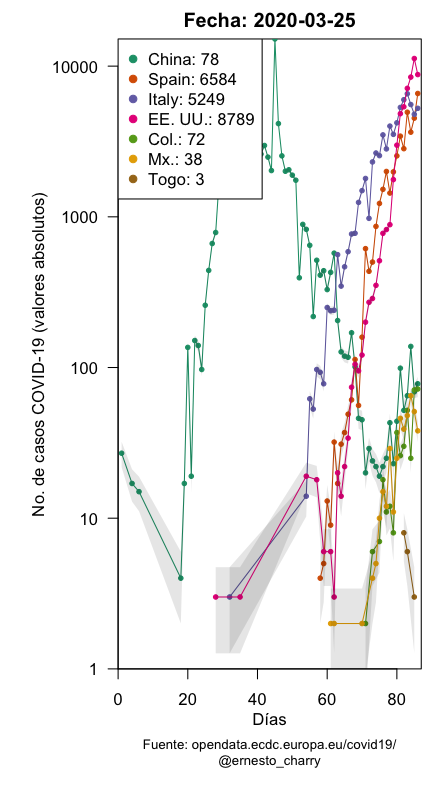 Fecha: 2020-03-25
China: 78
Spain: 6584
Italy: 5249
EE. UU.: 8789
Col.: 72
Mx.: 38
Togo: 3
No. de casos COVID-19 (valores absolutos)
10000
1000
100
10
1
0 20 40 60 80
Días
Fuente: opendata.ecdc.europa.eu/covid19/
@ernesto_charry